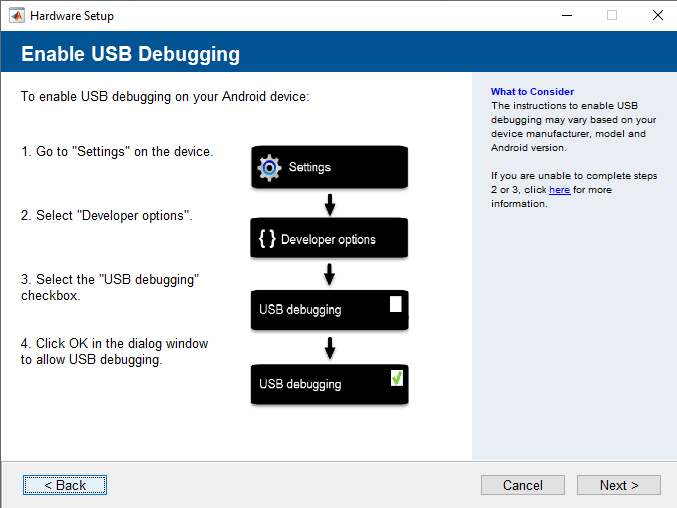 Hardware Setup
Enable USB Debugging
To enable USB debugging on your Android device:
1. Go to "Settings" on the device.
Settings
2. Select "Developer options".
{ } Developer options
3. Select the "USB debugging"
checkbox.
USB debugging
4. Click OK in the dialog window
to allow USB debugging.
USB debugging
What to Consider
The instructions to enable USB
debugging may vary based on your
device manufacturer, model and
Android version.
If you are unable to complete steps
2 or 3, click here for more
information.
< Back
Cancel
Next >